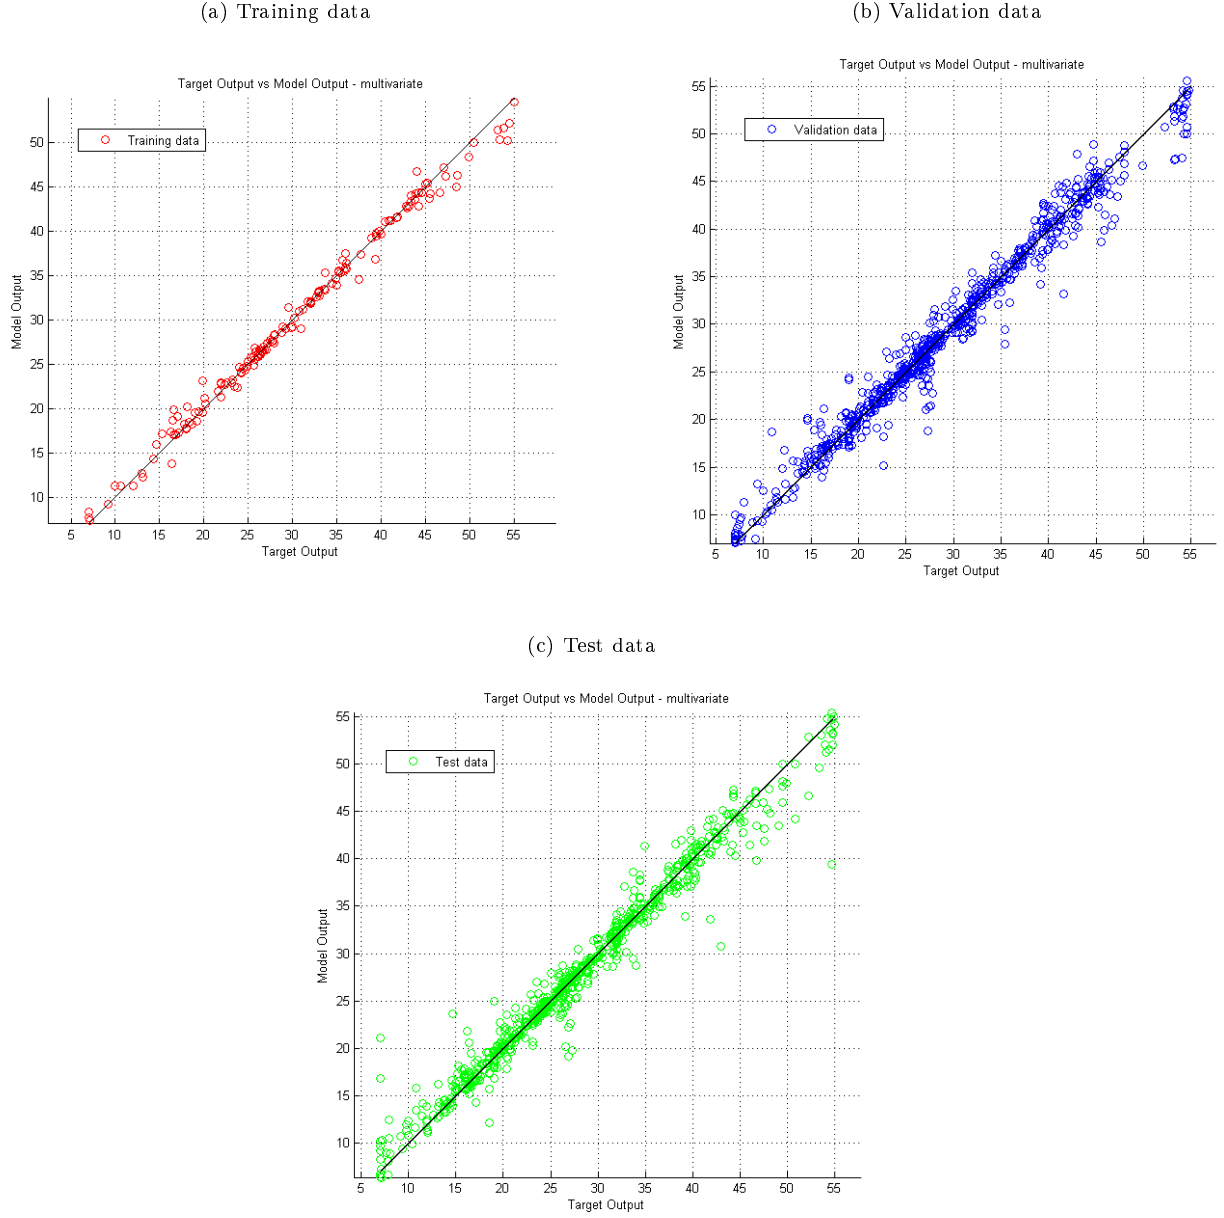 (a) Training data
Target Output vs Model Output - multivariate
Training data
50
45
40
35
30
25
20
15
10
5 10 15 20 25 30 35 40 45 50 55
Target Output
Model Output
(b) Validation data
Target Output vs Model Output - multivariate
Validation data
55
50
45
40
35
30
25
20
15
10
5 10 15 20 25 30 35 40 45 50 55
Target Output
Model Output
(c) Test data
Target Output vs Model Output - multivariate
Test data
55
50
45
40
35
30
25
20
15
10
5 10 15 20 25 30 35 40 45 50 55
Target Output
Model Output